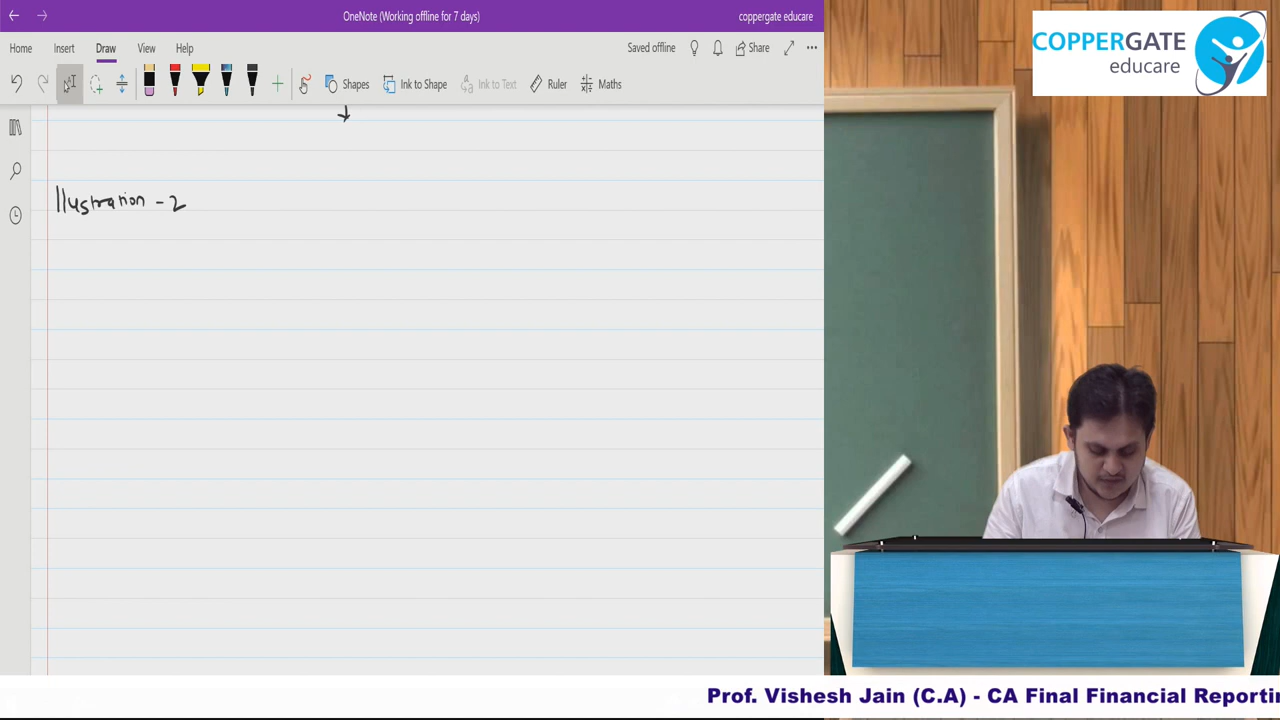 OneNote (Working offline for 7 days)
coppergate educare
Home Insert Draw View Help
Saved offline Share
Shapes Ink to Shape Ink to Text Ruler Maths
Illustration - 2
COPPERGATE
educare
Prof. Vishesh Jain (C.A) - CA Final Financial Reportin